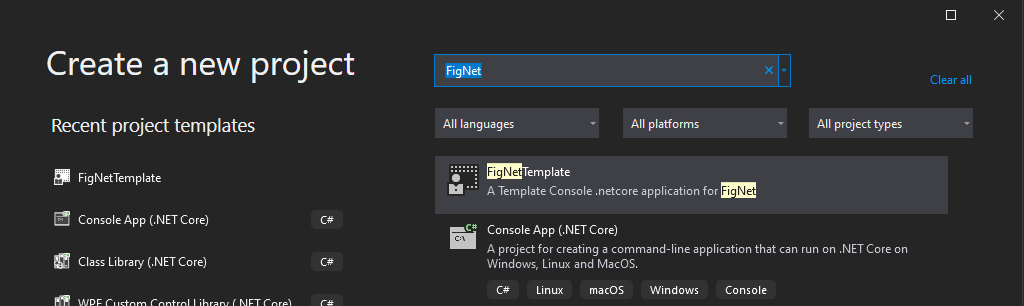 Create a new project
FigNet
Clear all
Recent project templates
All languages
All platforms
All project types
FigNetTemplate
Console App (.NET Core)
C#
Class Library (.NET Core)
C#
WPF Custom Control Library (.NET Core)
C#
FigNetTemplate
A Template Console .netcore application for FigNet
C#
C:\
Console App (.NET Core)
A project for creating a command-line application that can run on .NET Core on
Windows, Linux and MacOS.
C#
Linux
macOS
Windows
Console